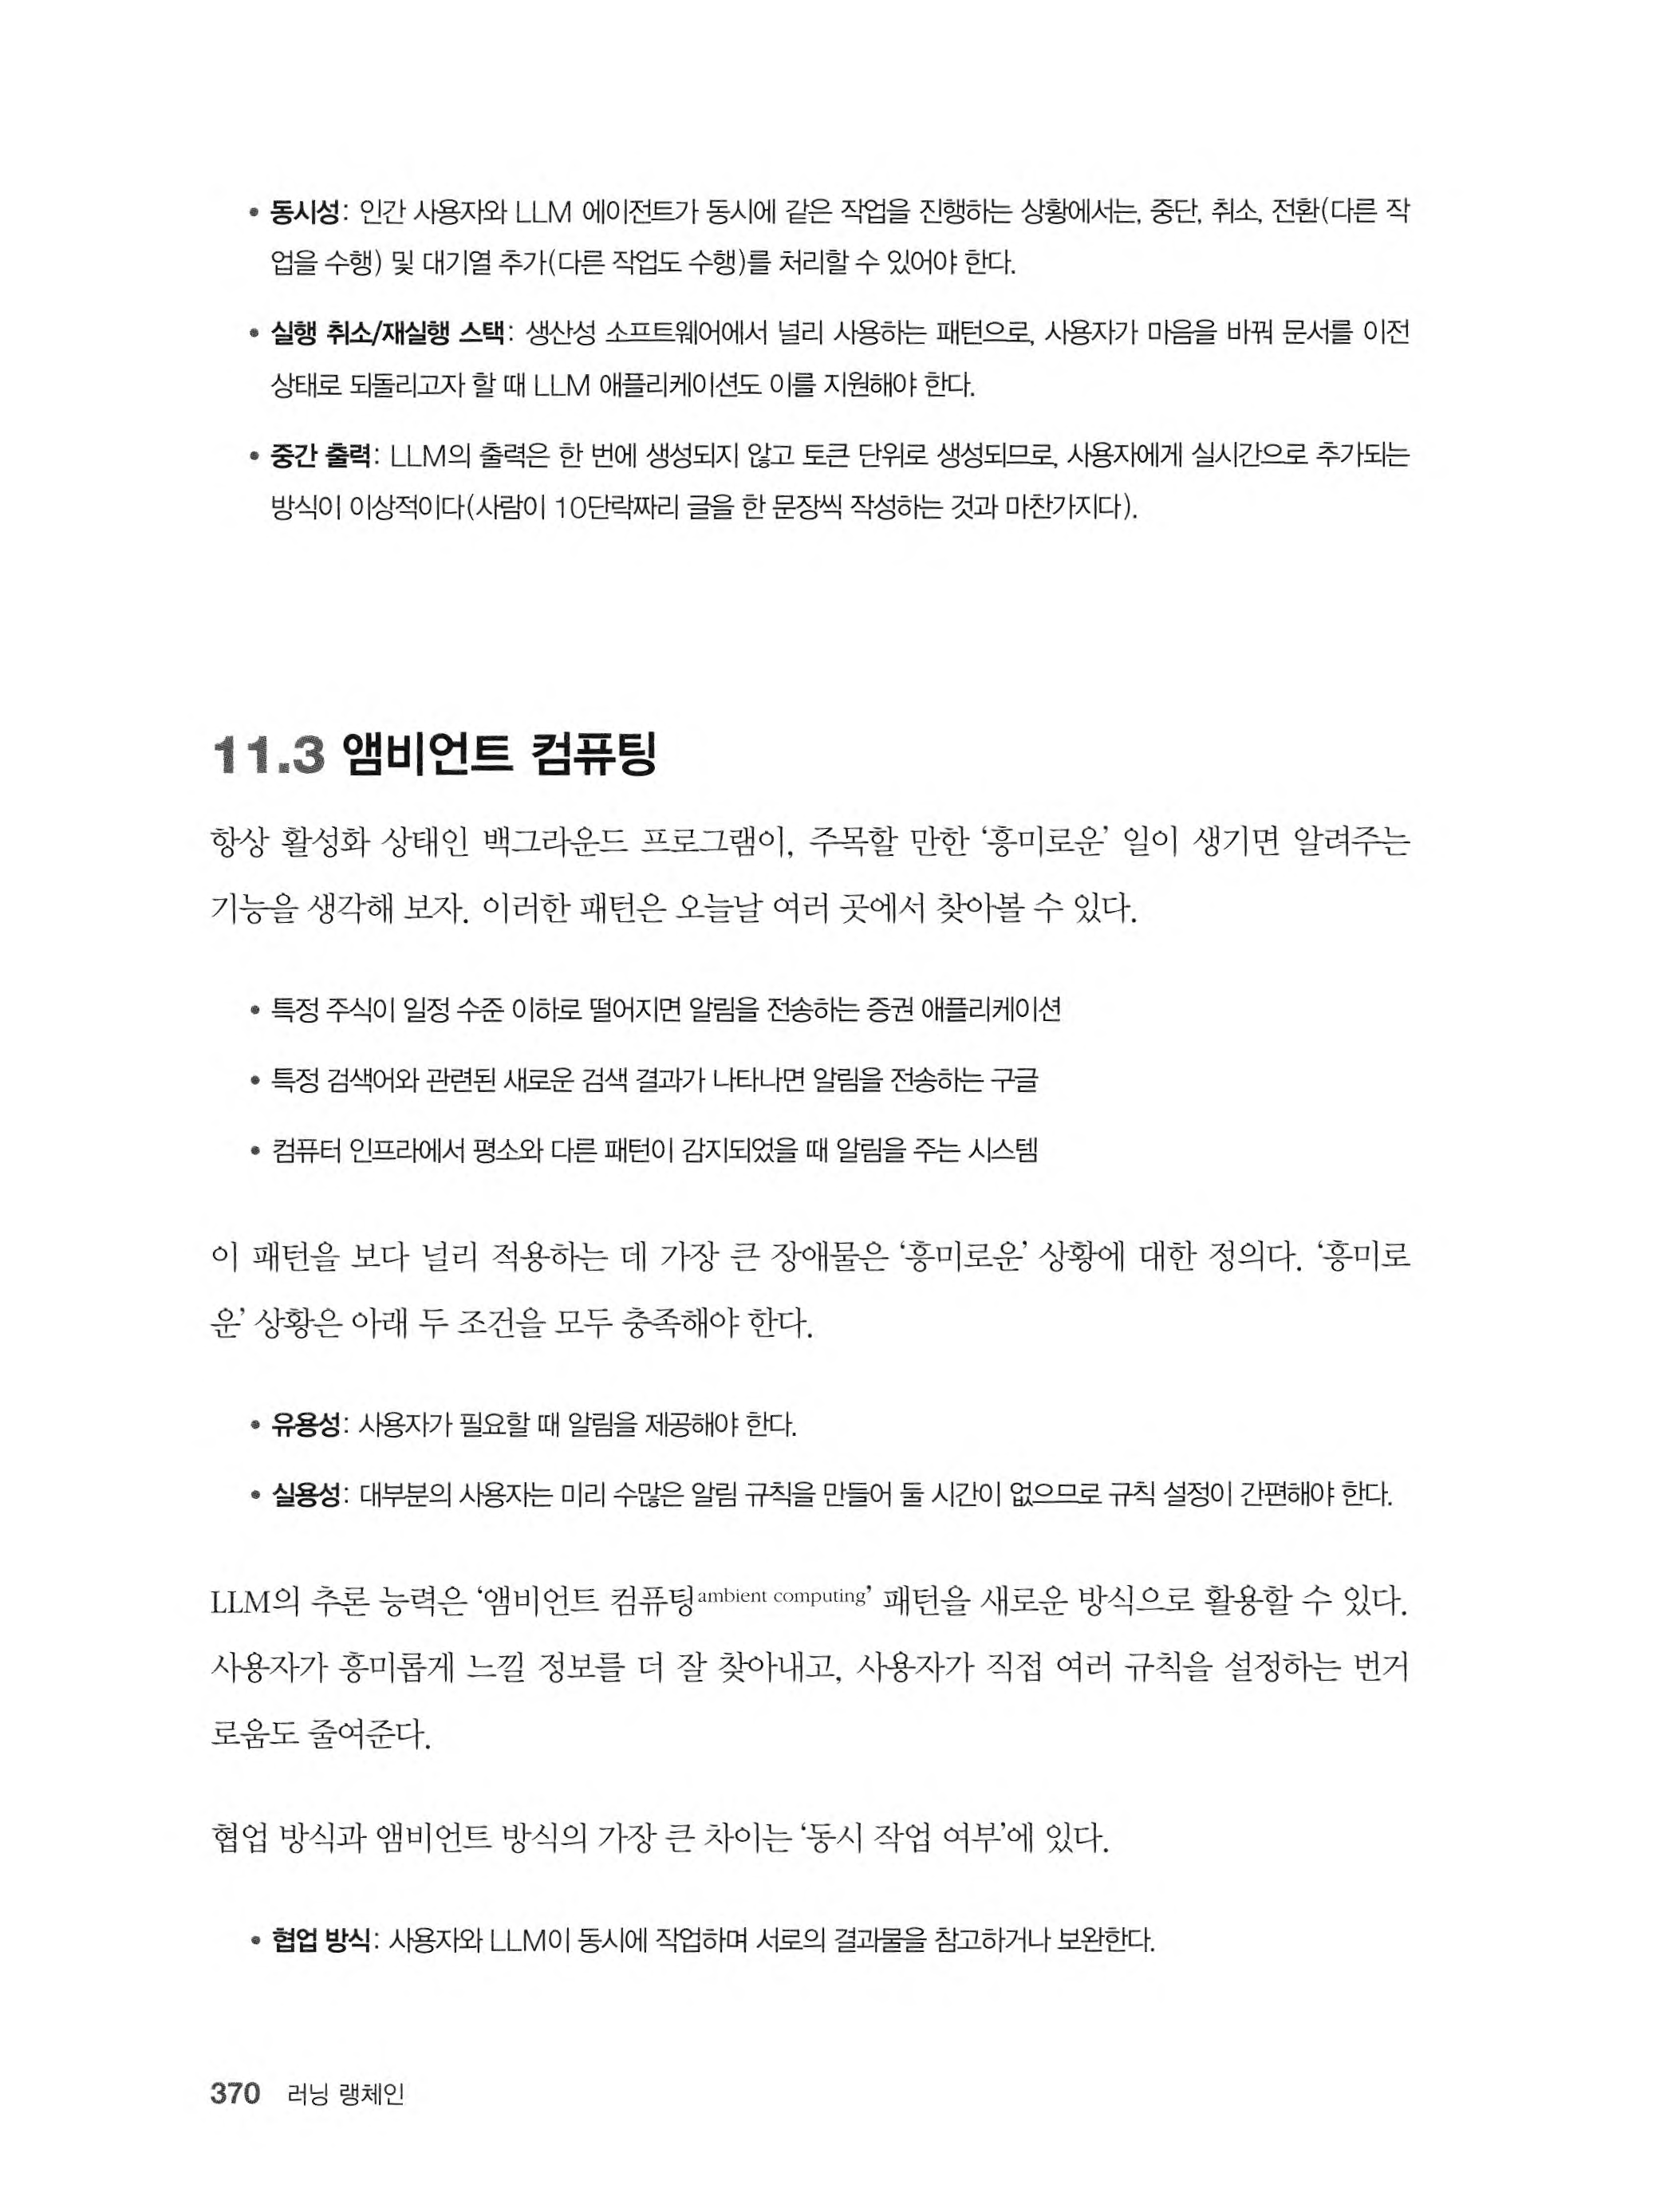 • 동시성: 인간 사용자와 LLM 에이전트가 동시에 같은 작업을 진행하는 상황에서는, 중단, 취소, 전환(다른 작
업을 수행) 및 대기열 추가(다른 작업도 수행)를 처리할 수 있어야 한다.
• 실행 취소/재실행 스택: 생산성 소프트웨어에서 널리 사용하는 패턴으로, 사용자가 마음을 바꿔 문서를 이전
상태로 되돌리고자 할 때 LLM 애플리케이션도 이를 지원해야 한다.
• 중간 출력: LLM의 출력은 한 번에 생성되지 않고 토큰 단위로 생성되므로, 사용자에게 실시간으로 추가되는
방식이 이상적이다(사람이 10단락짜리 글을 한 문장씩 작성하는 것과 마찬가지다).
11.3 앰비언트 컴퓨팅
항상 활성화 상태인 백그라운드 프로그램이, 주목할 만한 ‘흥미로운’ 일이 생기면 알려주는
기능을 생각해 보자. 이러한 패턴은 오늘날 여러 곳에서 찾아볼 수 있다.
• 특정 주식이 일정 수준 이하로 떨어지면 알림을 전송하는 증권 애플리케이션
• 특정 검색어와 관련된 새로운 검색 결과가 나타나면 알림을 전송하는 구글
• 컴퓨터 인프라에서 평소와 다른 패턴이 감지되었을 때 알림을 주는 시스템
이 패턴을 보다 널리 적용하는 데 가장 큰 장애물은 ‘흥미로운’ 상황에 대한 정의다. ‘흥미로
운’ 상황은 아래 두 조건을 모두 충족해야 한다.
• 유용성: 사용자가 필요할 때 알림을 제공해야 한다.
• 실용성: 대부분의 사용자는 미리 수많은 알림 규칙을 만들어 둘 시간이 없으므로 규칙 설정이 간편해야 한다.
LLM의 추론 능력은 ‘앰비언트 컴퓨팅ambient computing’ 패턴을 새로운 방식으로 활용할 수 있다.
사용자가 흥미롭게 느낄 정보를 더 잘 찾아내고, 사용자가 직접 여러 규칙을 설정하는 번거
로움도 줄여준다.
협업 방식과 앰비언트 방식의 가장 큰 차이는 ‘동시 작업 여부’에 있다.
• 협업 방식: 사용자와 LLM이 동시에 작업하며 서로의 결과물을 참고하거나 보완한다.
370 러닝 랭체인